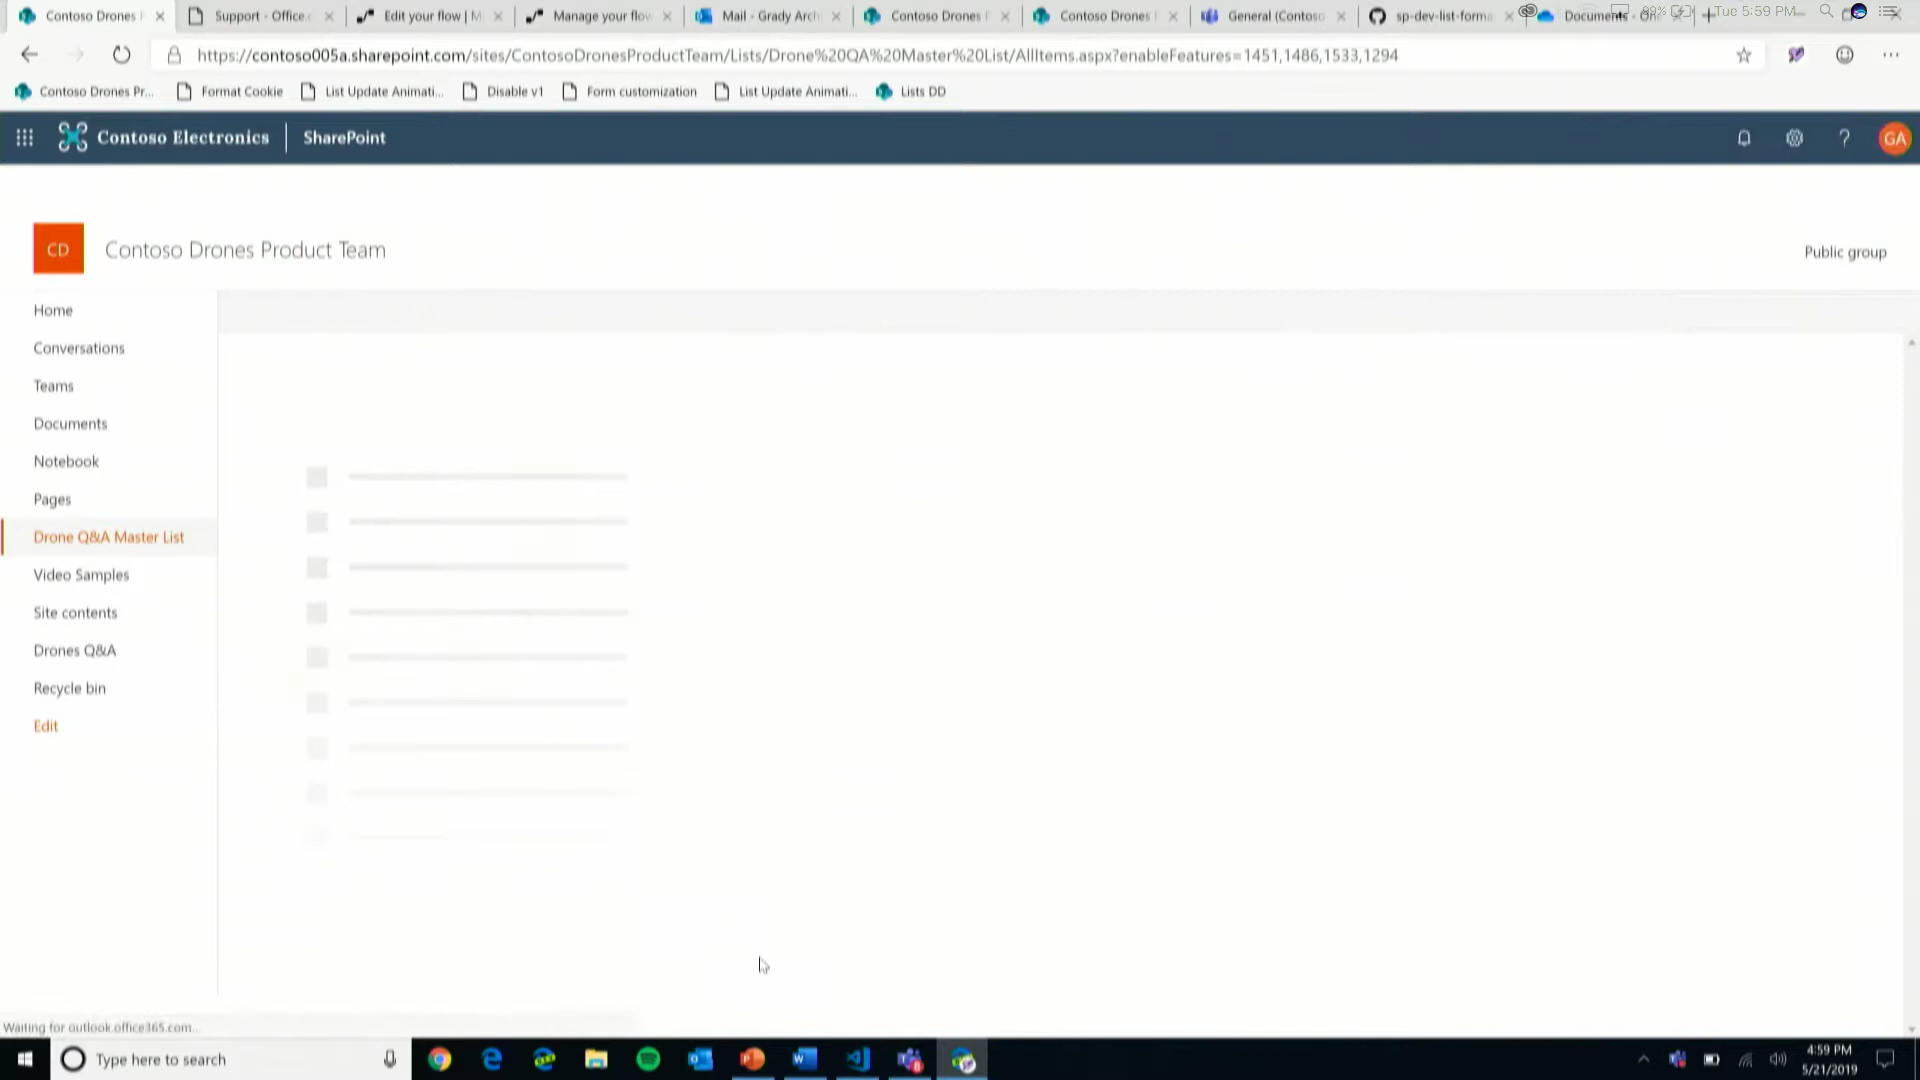 Contoso Drones
Support - Office.
Edit your flow | M
Manage your flow
Mail - Grady Arch
Contoso Drones
Contoso Drones
General (Contoso
sp-dev-list-forma
Documents - On
Tue 5:59 PM
https://contoso005a.sharepoint.com/sites/ContosoDronesProductTeam/Lists/Drone%20QA%20Master%20List/AllItems.aspx?enableFeatures=1451,1486,1533,1294
Contoso Drones Pr...
Format Cookie
List Update Animati...
Disable v1
Form customization
List Update Animati...
Lists DD
Contoso Electronics
SharePoint
?
GA
CD
Contoso Drones Product Team
Public group
Home
Conversations
Teams
Documents
Notebook
Pages
Drone Q&A Master List
Video Samples
Site contents
Drones Q&A
Recycle bin
Edit
Waiting for outlook.office365.com...
Type here to search
4:59 PM
5/21/2019